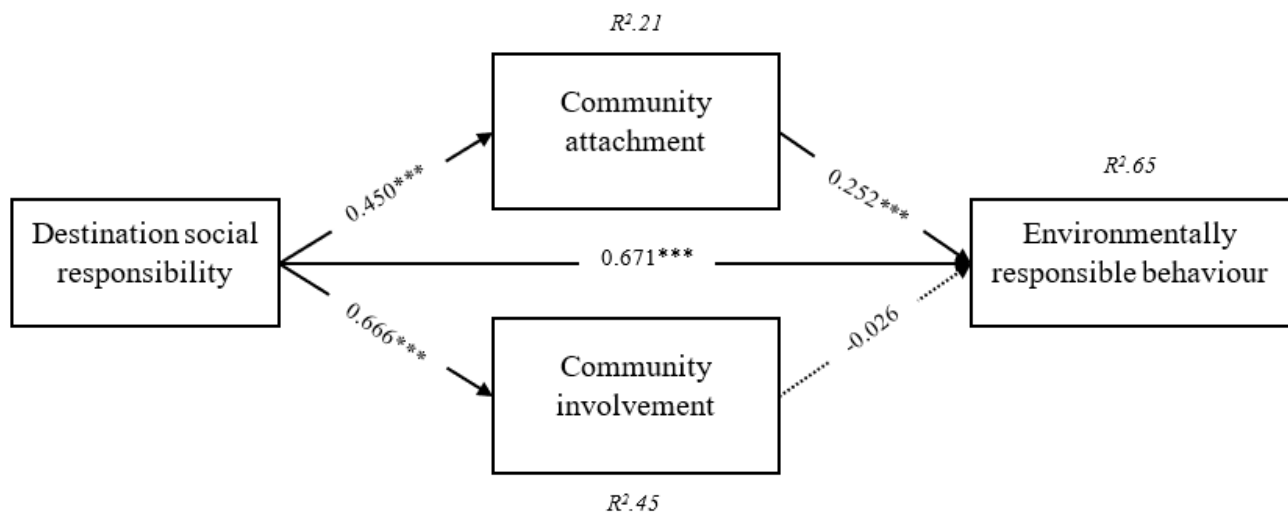 R².21
Community
attachment
R².65
0.450***
0.252***
Destination social
responsibility
0.671***
Environmentally
responsible behaviour
0.666***
-0.026
Community
involvement
R².45